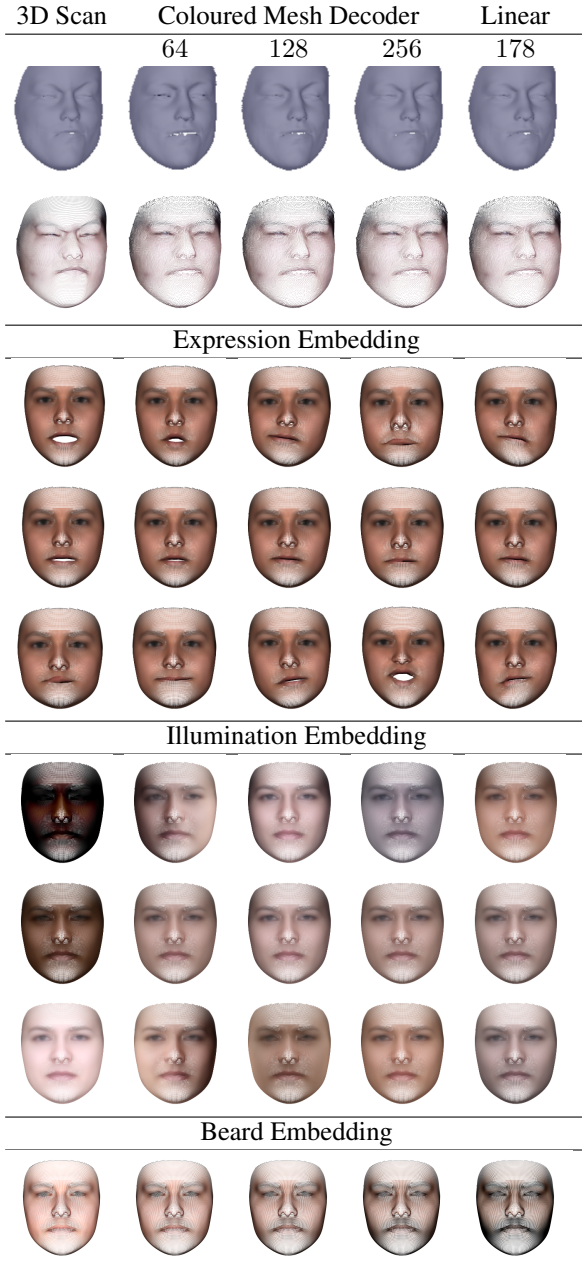 3D Scan Coloured Mesh Decoder Linear
64 128 256 178
Expression Embedding
Illumination Embedding
Beard Embedding